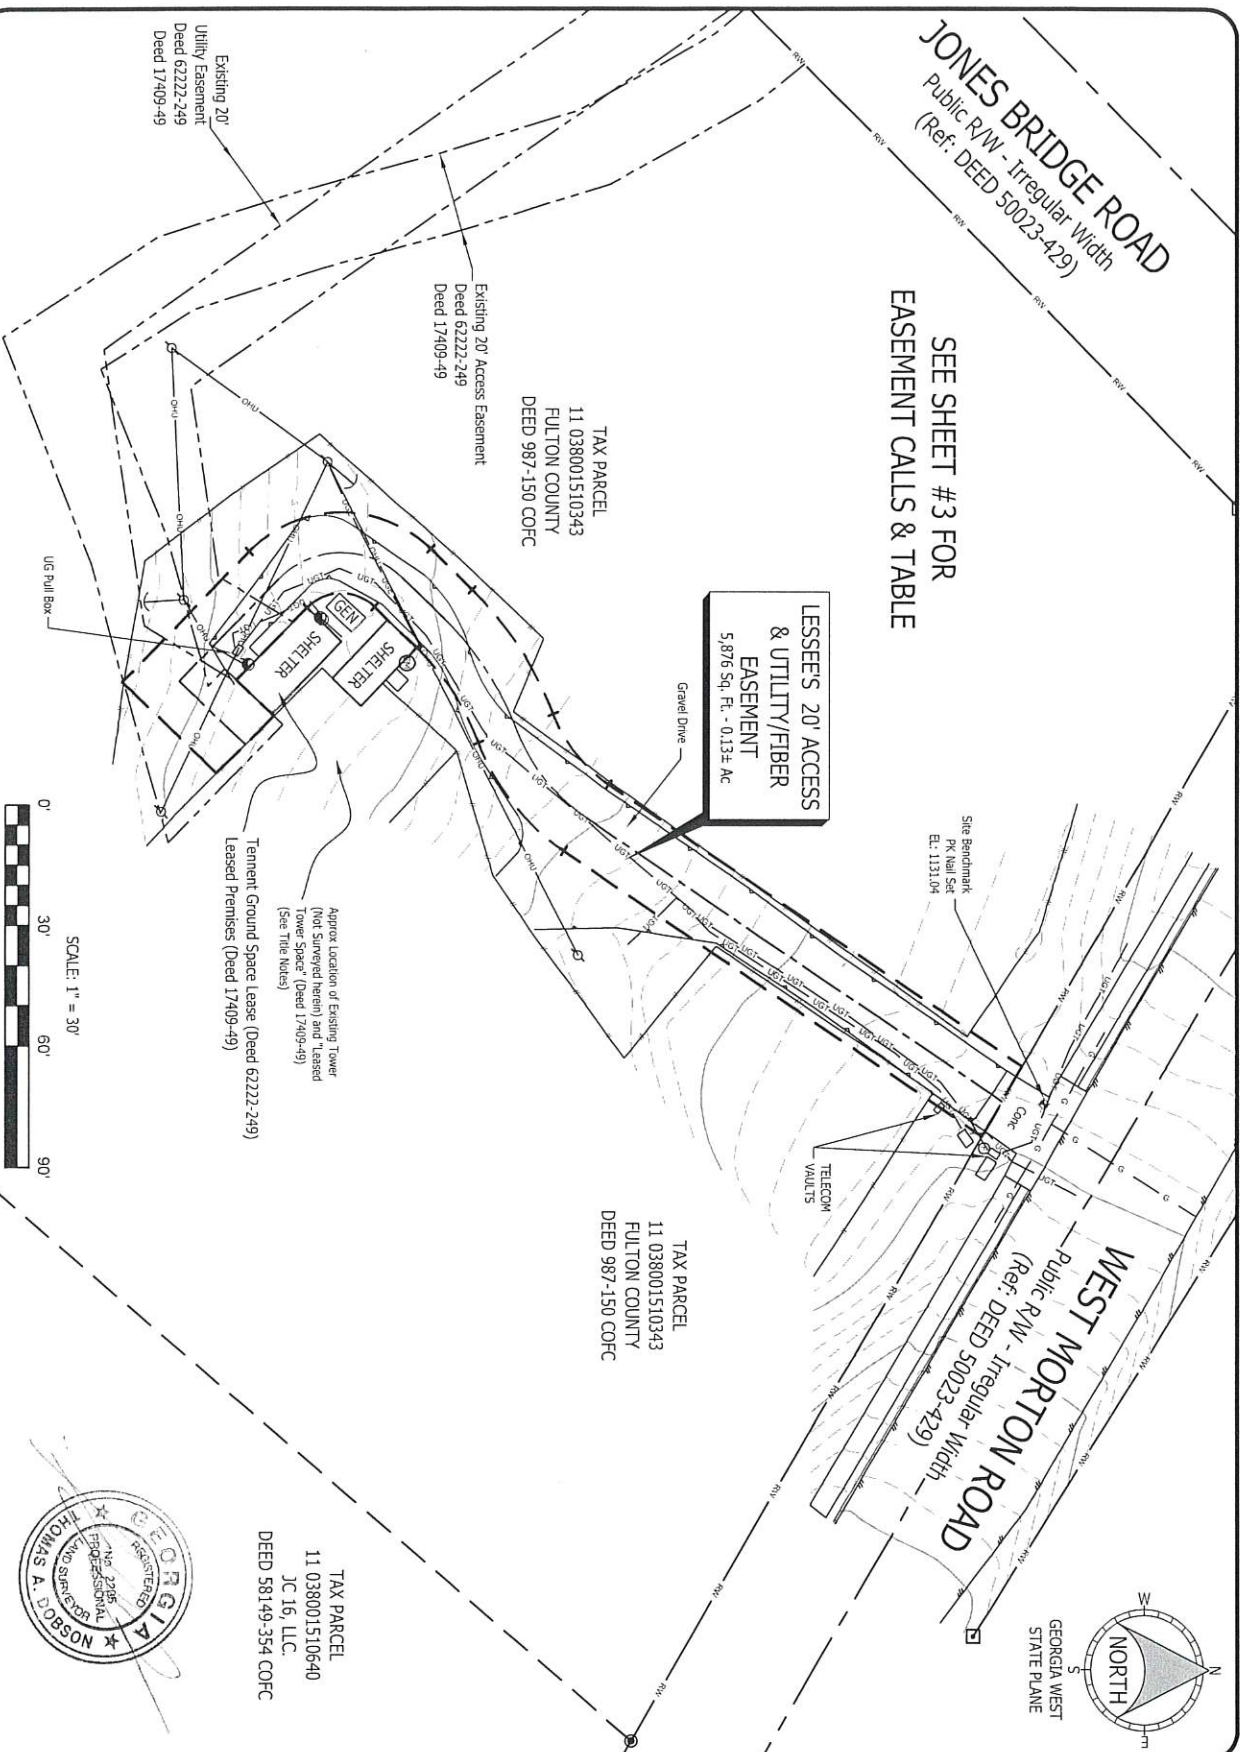 JONES BRIDGE ROAD
Public R/W - Irregular Width
(Ref: DEED 50023-429)
SEE SHEET #3 FOR
EASEMENT CALLS & TABLE
WEST MORTON ROAD
Public R/W - Irregular Width
(Ref: DEED 50023-429)
N
W
E
S
NORTH
GEORGIA WEST
STATE PLANE
Site Benchmark
PK Nail Set
EL: 1131.04
LESSEE'S 20' ACCESS
& UTILITY/FIBER
EASEMENT
5,876 Sq. Ft. - 0.13± Ac
Gravel Drive
Conc
TELECOM
VAULTS
TAX PARCEL
11 038001510343
FULTON COUNTY
DEED 987-150 COFC
TAX PARCEL
11 038001510343
FULTON COUNTY
DEED 987-150 COFC
Existing 20' Access Easement
Deed 62222-249
Deed 17409-49
Existing 20'
Utility Easement
Deed 62222-249
Deed 17409-49
GEN
SHELTER
SHELTER
UG Pull Box
Approx Location of Existing Tower
(Not Surveyed herein) and "Leased
Tower Space" (Deed 17409-49)
(See Title Notes)
Tennent Ground Space Lease (Deed 62222-249)
Leased Premises (Deed 17409-49)
TAX PARCEL
11 038001510640
JC 16, LLC.
DEED 58149-354 COFC
SCALE: 1" = 30'
0' 30' 60' 90'
GEORGIA
REGISTERED
No. 2295
PROFESSIONAL
LAND SURVEYOR
THOMAS A. DOBSON